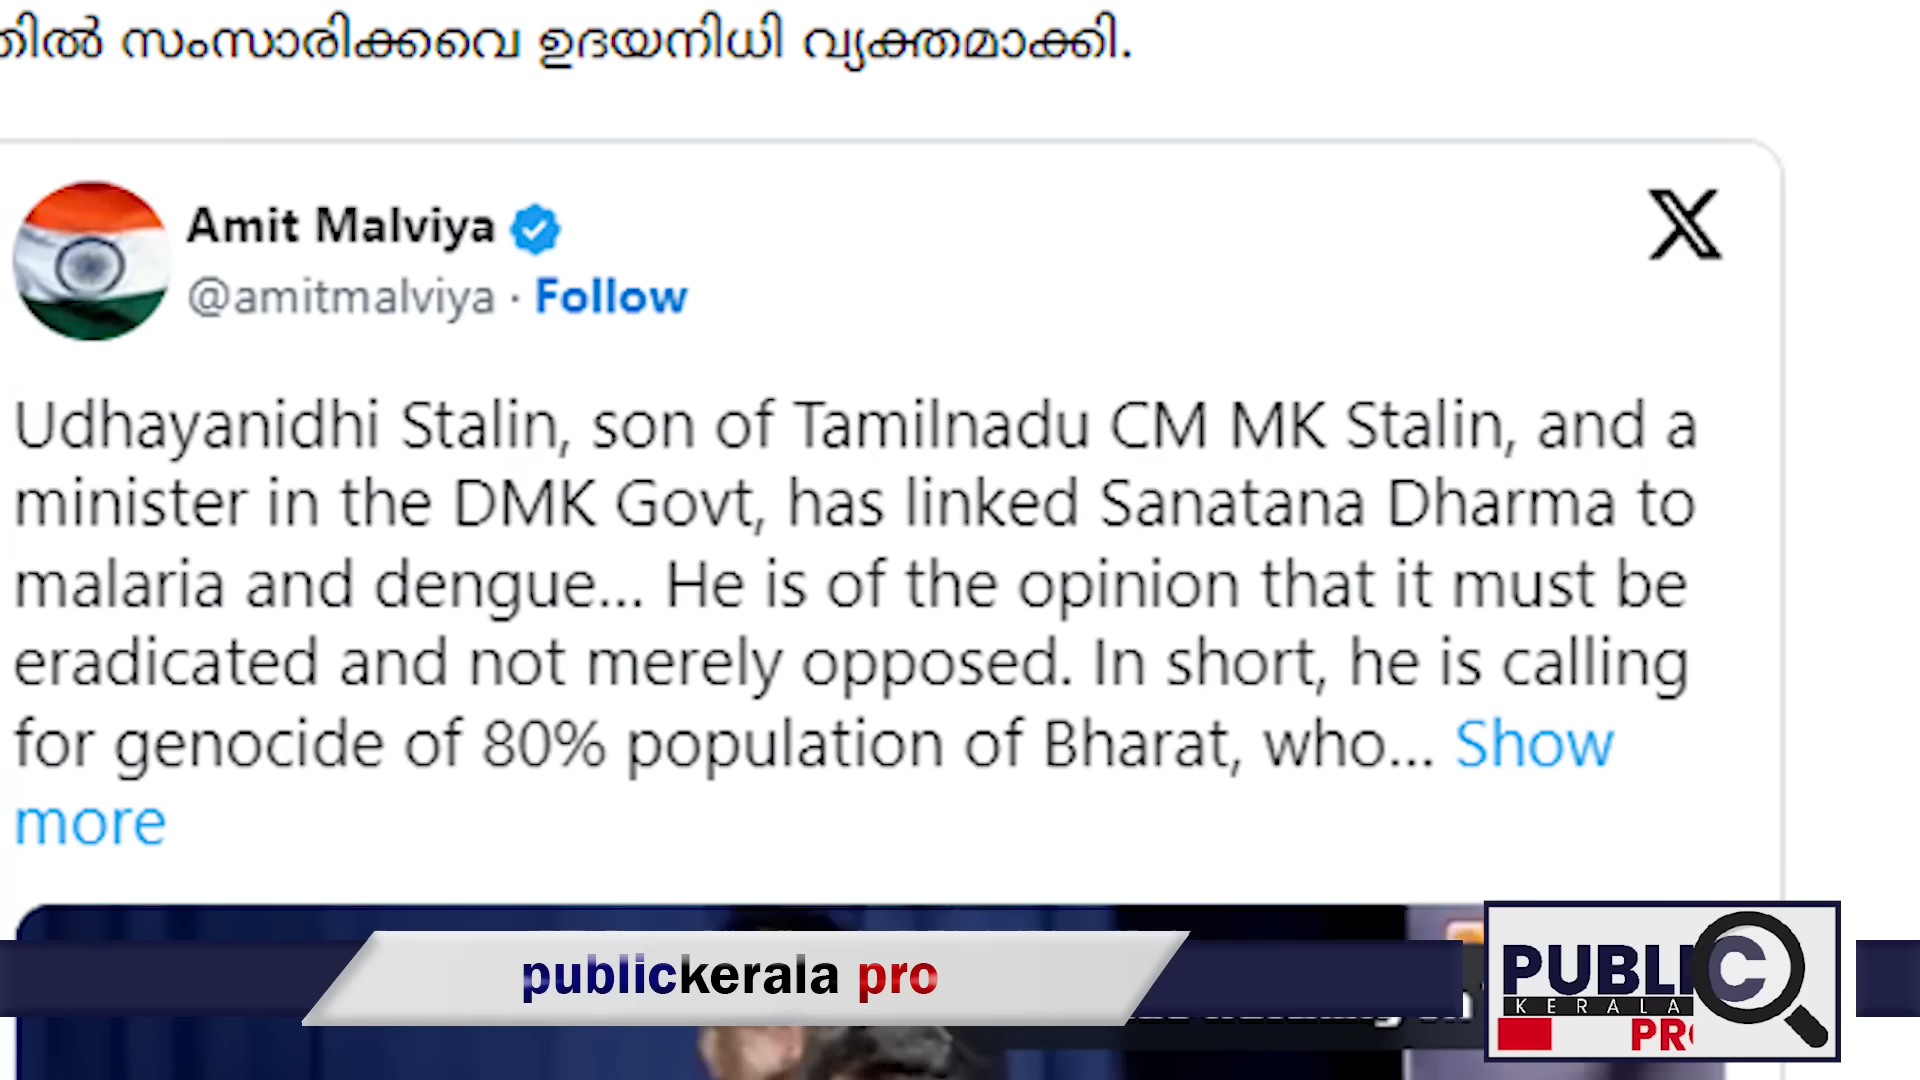 സംസാരിക്കവെ ഉദയനിധി വ്യക്തമാക്കി.
Amit Malviya
@amitmalviya · Follow
Udhayanidhi Stalin, son of Tamilnadu CM MK Stalin, and a
minister in the DMK Govt, has linked Sanatana Dharma to
malaria and dengue... He is of the opinion that it must be
eradicated and not merely opposed. In short, he is calling
for genocide of 80% population of Bharat, who... Show
more
publickerala pro
PUBLIC
KERALA
PRO